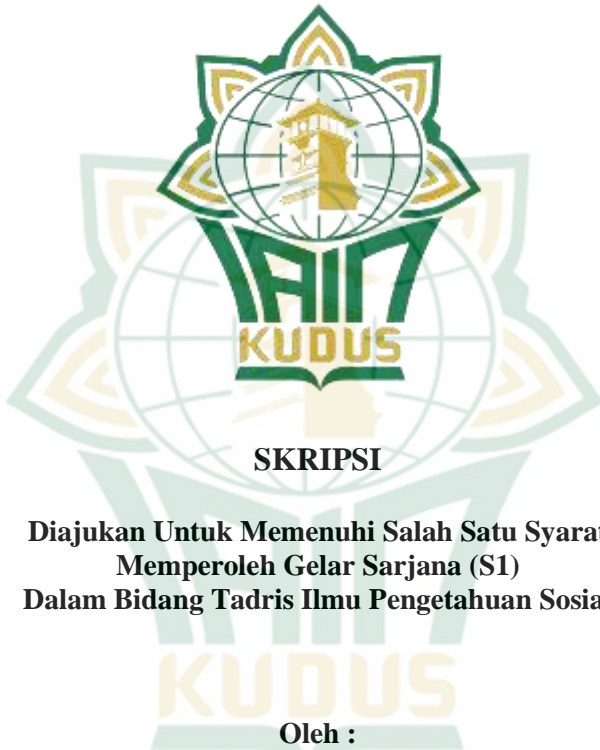 IAIN
KUDUS
SKRIPSI
Diajukan Untuk Memenuhi Salah Satu Syarat
Memperoleh Gelar Sarjana (S1)
Dalam Bidang Tadris Ilmu Pengetahuan Sosia
KUDUS
Oleh :